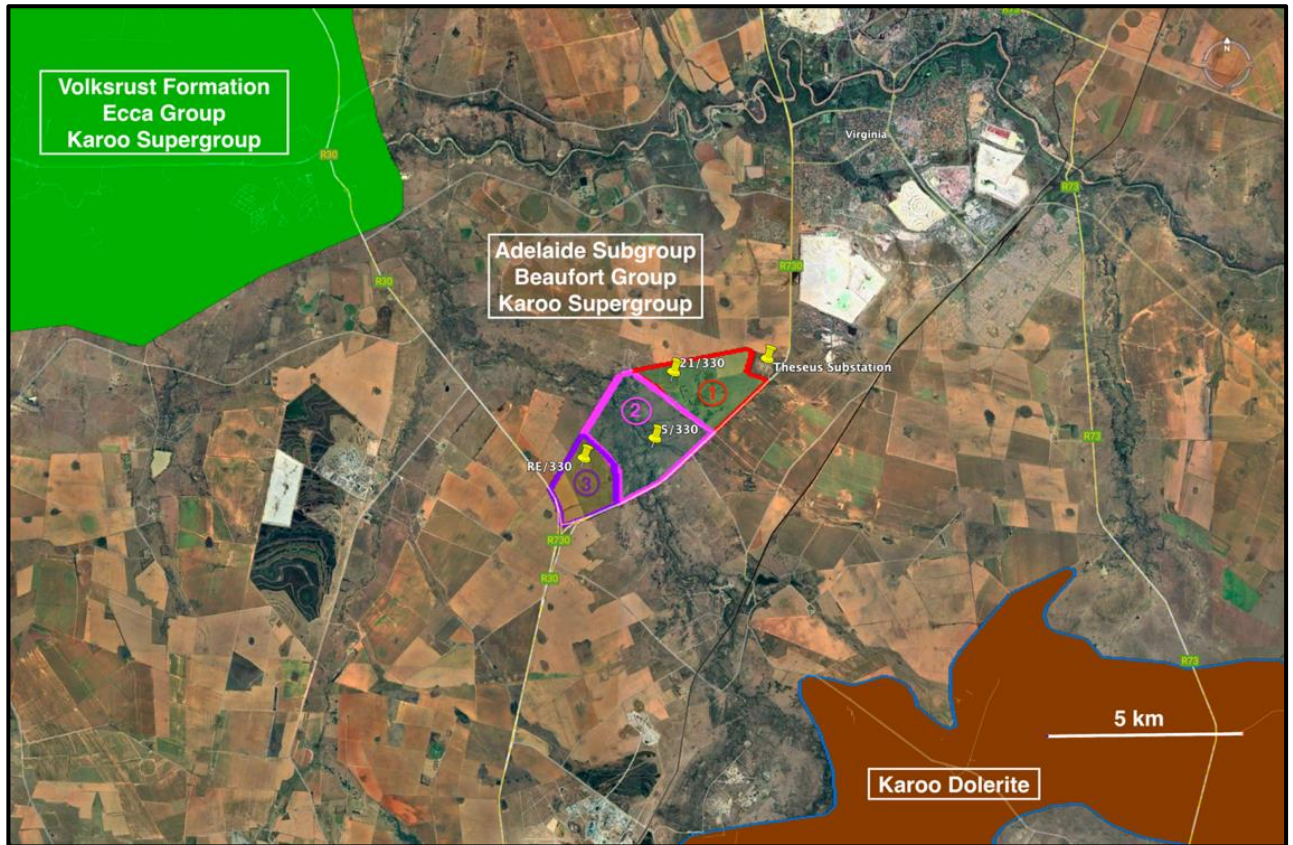 R73
N
Volksrust Formation
Ecca Group
Karoo Supergroup
Virginia
R30
R73
Adelaide Subgroup
Beaufort Group
Karoo Supergroup
R730
R30
21/330
Theseus Substation
1
2
5/330
R73
RE/330
3
R730
R30
R73
5 km
Karoo Dolerite